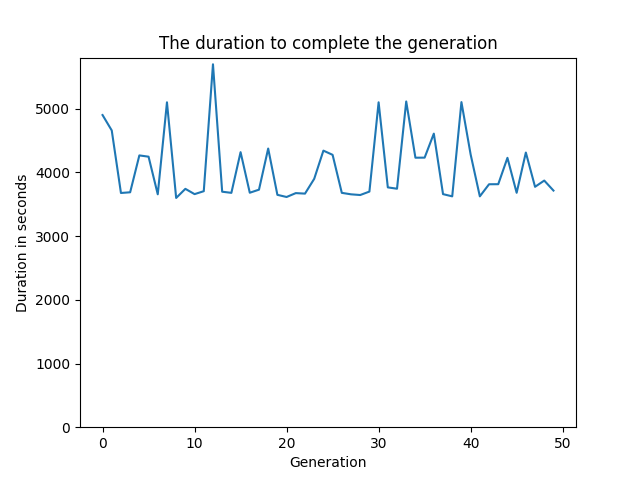 The duration to complete the generation
Duration in seconds
5000
4000
3000
2000
1000
0
0 10 20 30 40 50
Generation